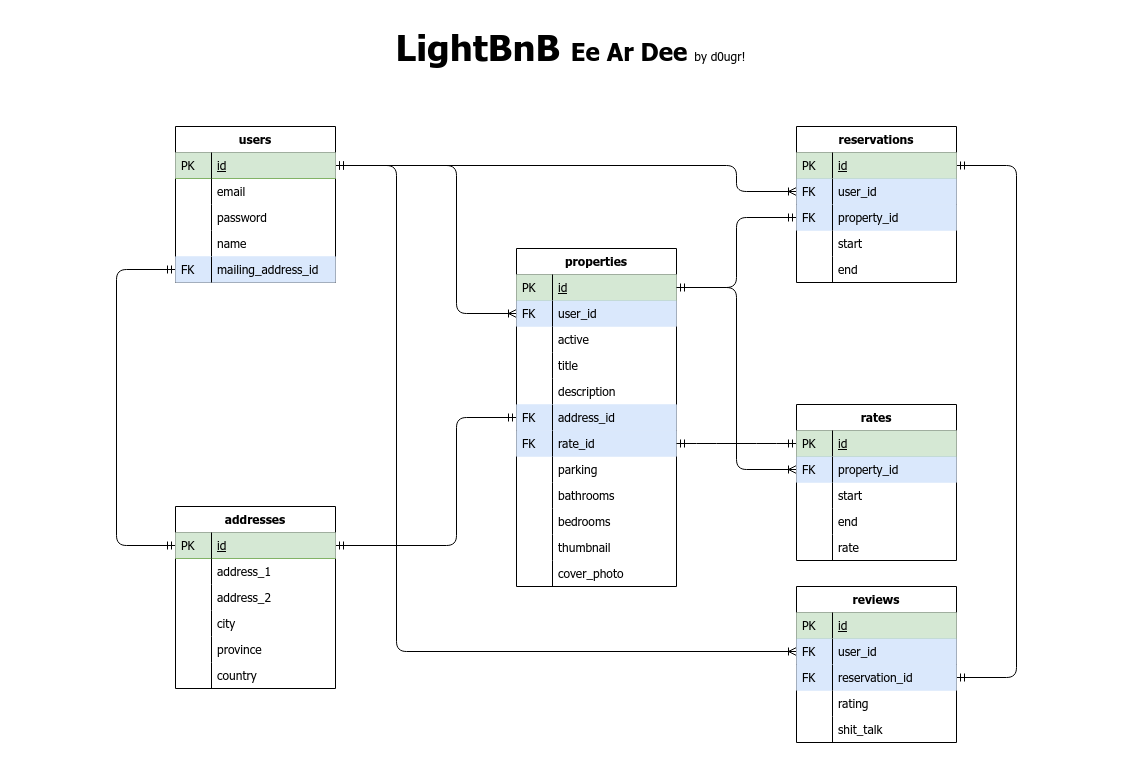 LightBnB Ee Ar Dee by d0ugr!
users
PK id
email
password
name
FK mailing_address_id
reservations
PK id
FK user_id
FK property_id
start
end
properties
PK id
FK user_id
active
title
description
FK address_id
FK rate_id
parking
bathrooms
bedrooms
thumbnail
cover_photo
rates
PK id
FK property_id
start
end
rate
addresses
PK id
address_1
address_2
city
province
country
reviews
PK id
FK user_id
FK reservation_id
rating
shit_talk